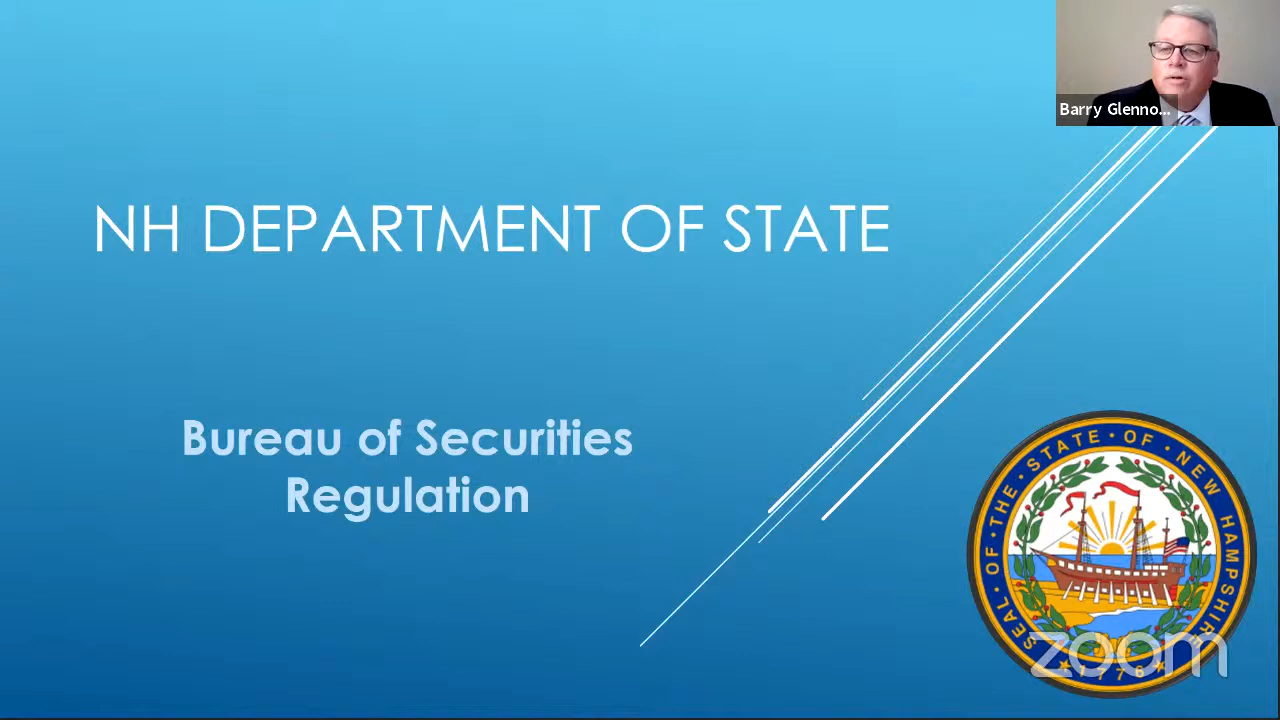 Barry Glenno...
NH DEPARTMENT OF STATE
Bureau of Securities
Regulation
SEAL • OF • THE • STATE • OF • NEW HAMPSHIRE
1776
zoom